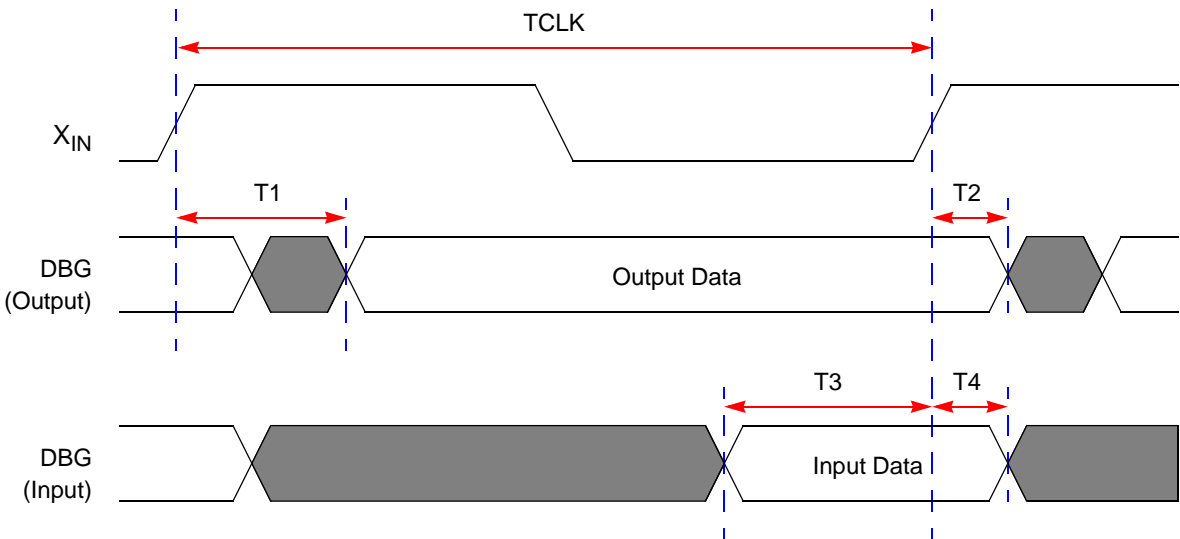 TCLK
XIN
T1
T2
DBG
(Output)
Output Data
T3
T4
DBG
(Input)
Input Data